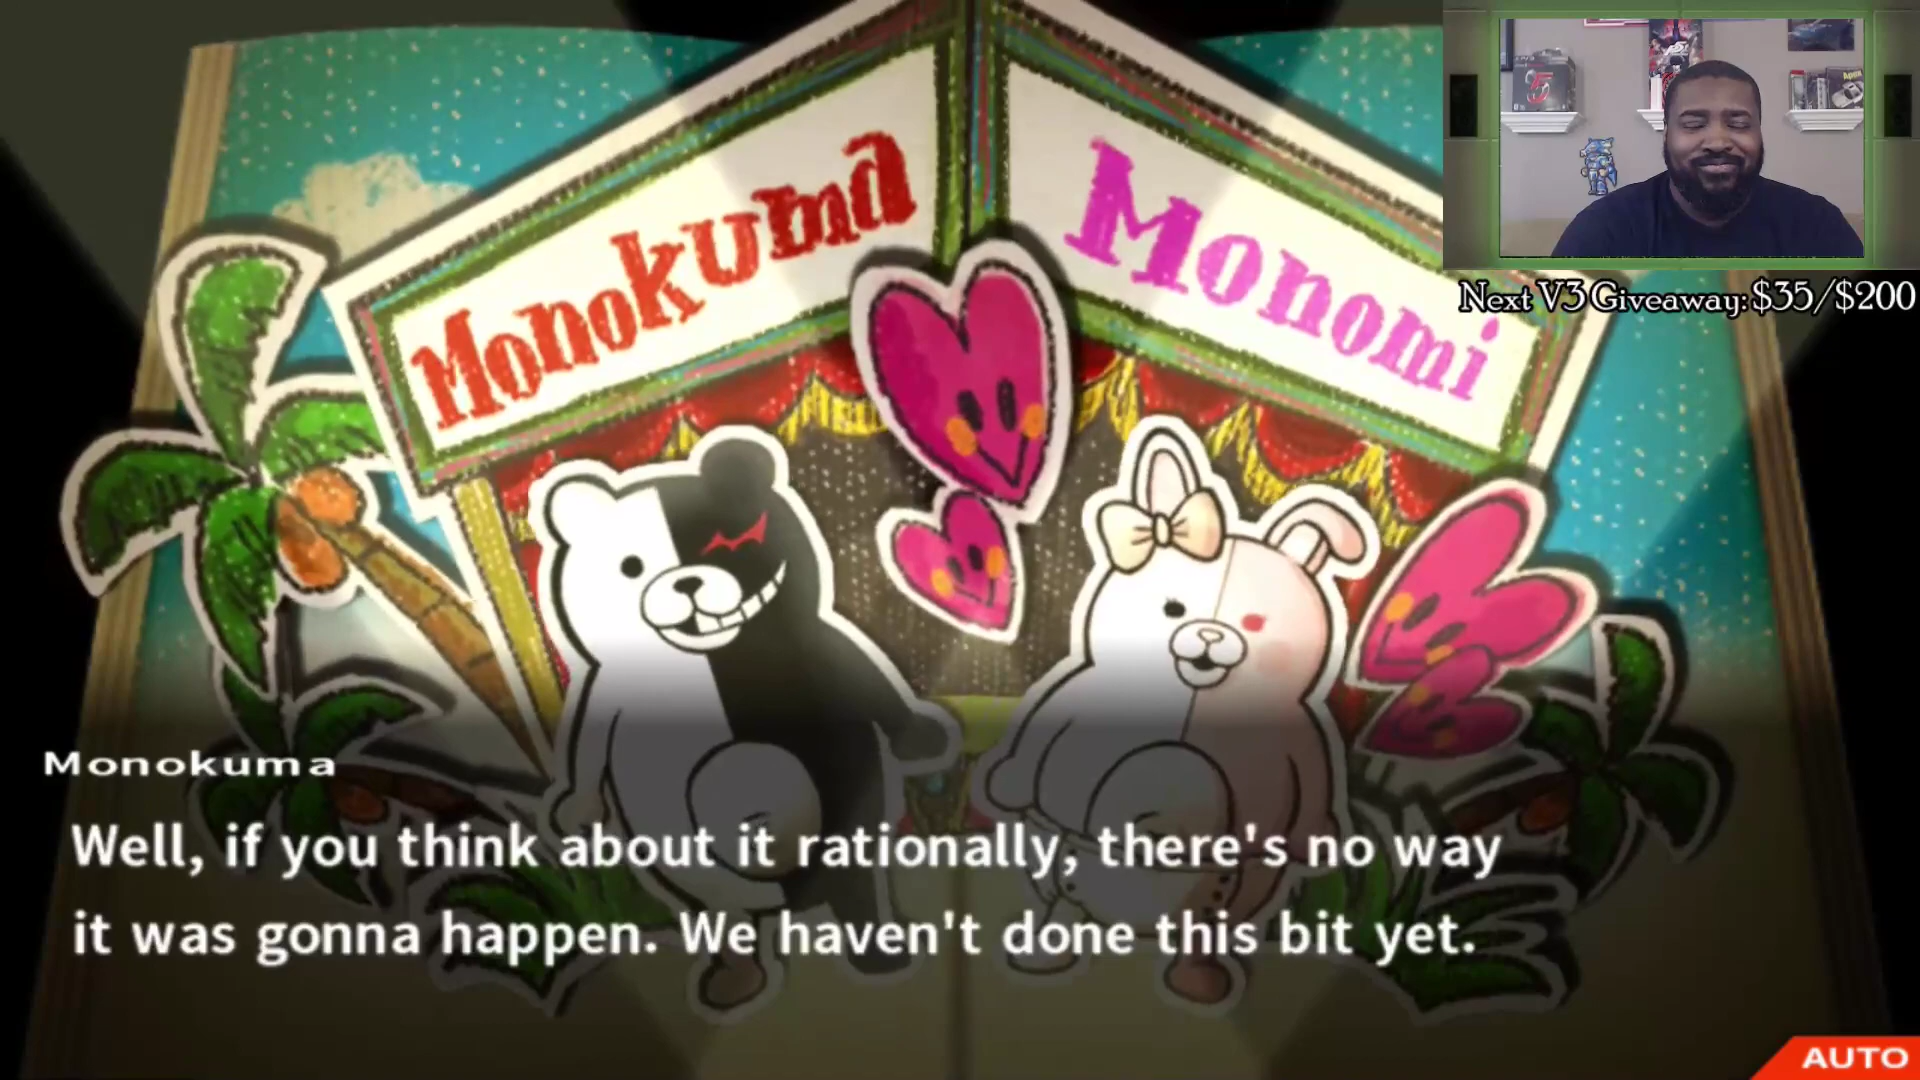 Monokuma
Monomi
Next V3 Giveaway: $35/$200
Monokuma
Well, if you think about it rationally, there's no way
it was gonna happen. We haven't done this bit yet.
AUTO